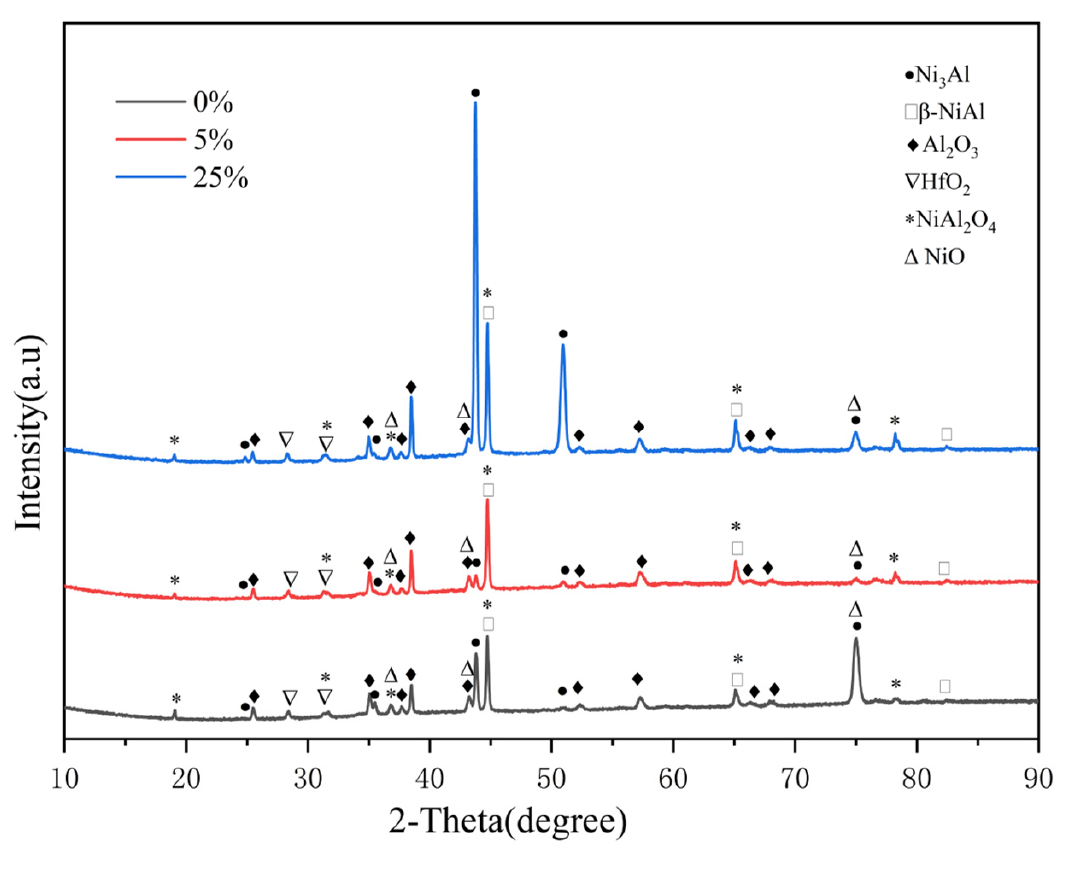 0%
5%
25%
●Ni₃Al
□β-NiAl
◆Al₂O₃
▽HfO₂
*NiAl₂O₄
Δ NiO
Intensity(a.u)
10 20 30 40 50 60 70 80 90
2-Theta(degree)